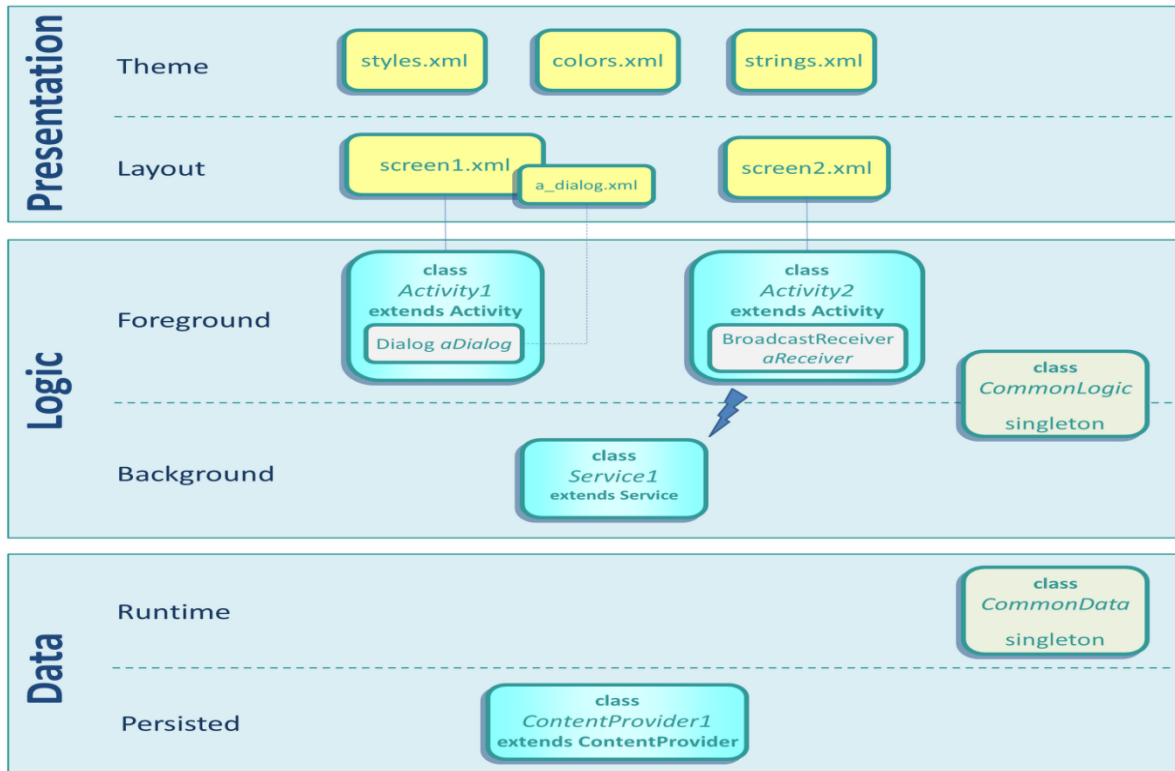 Presentation
Theme
styles.xml
colors.xml
strings.xml
Layout
screen1.xml
a_dialog.xml
screen2.xml
Logic
Foreground
class
Activity1
extends Activity
Dialog aDialog
class
Activity2
extends Activity
BroadcastReceiver
aReceiver
class
CommonLogic
singleton
Background
class
Service1
extends Service
Data
Runtime
class
CommonData
singleton
Persisted
class
ContentProvider1
extends ContentProvider